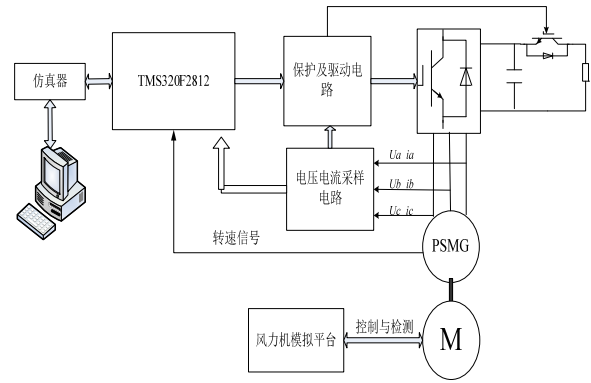 仿真器
TMS320F2812
保护及驱动电
路
电压电流采样
电路
Ua ia
Ub ib
Uc ic
转速信号
PSMG
风力机模拟平台
控制与检测
M